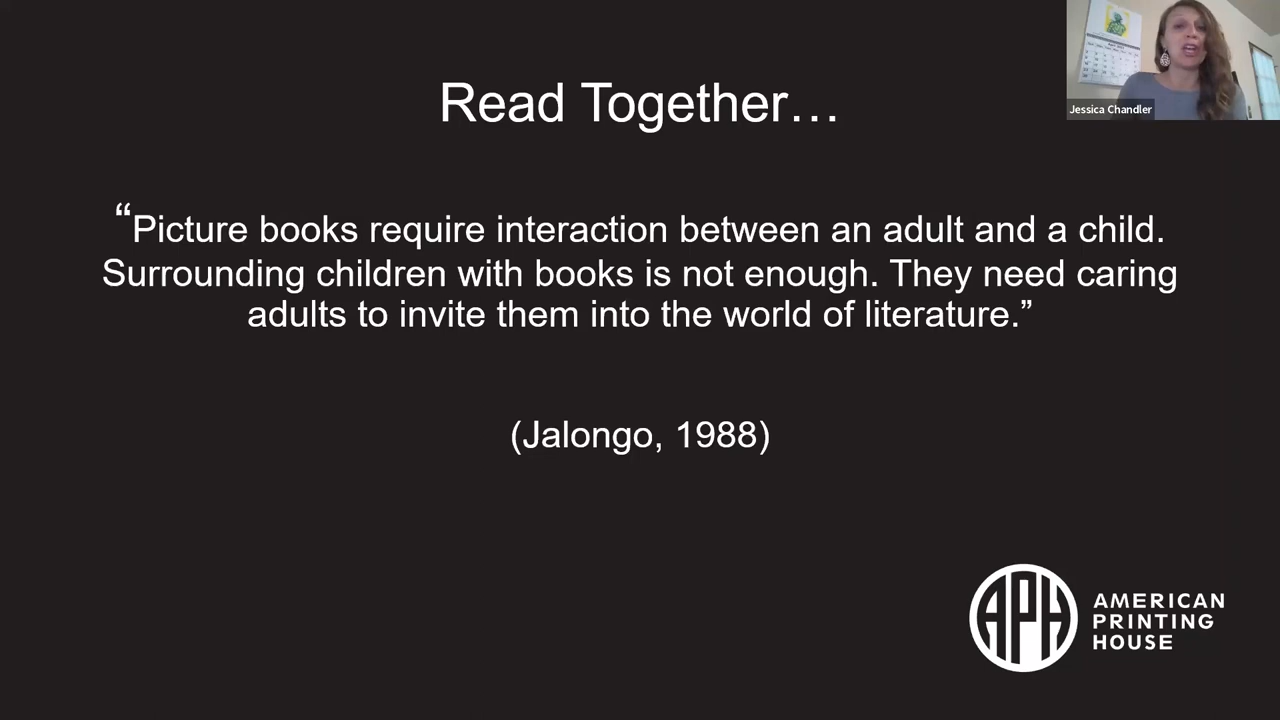 Read Together…
Jessica Chandler
“Picture books require interaction between an adult and a child.
Surrounding children with books is not enough. They need caring
adults to invite them into the world of literature.”
(Jalongo, 1988)
APH
AMERICAN
PRINTING
HOUSE